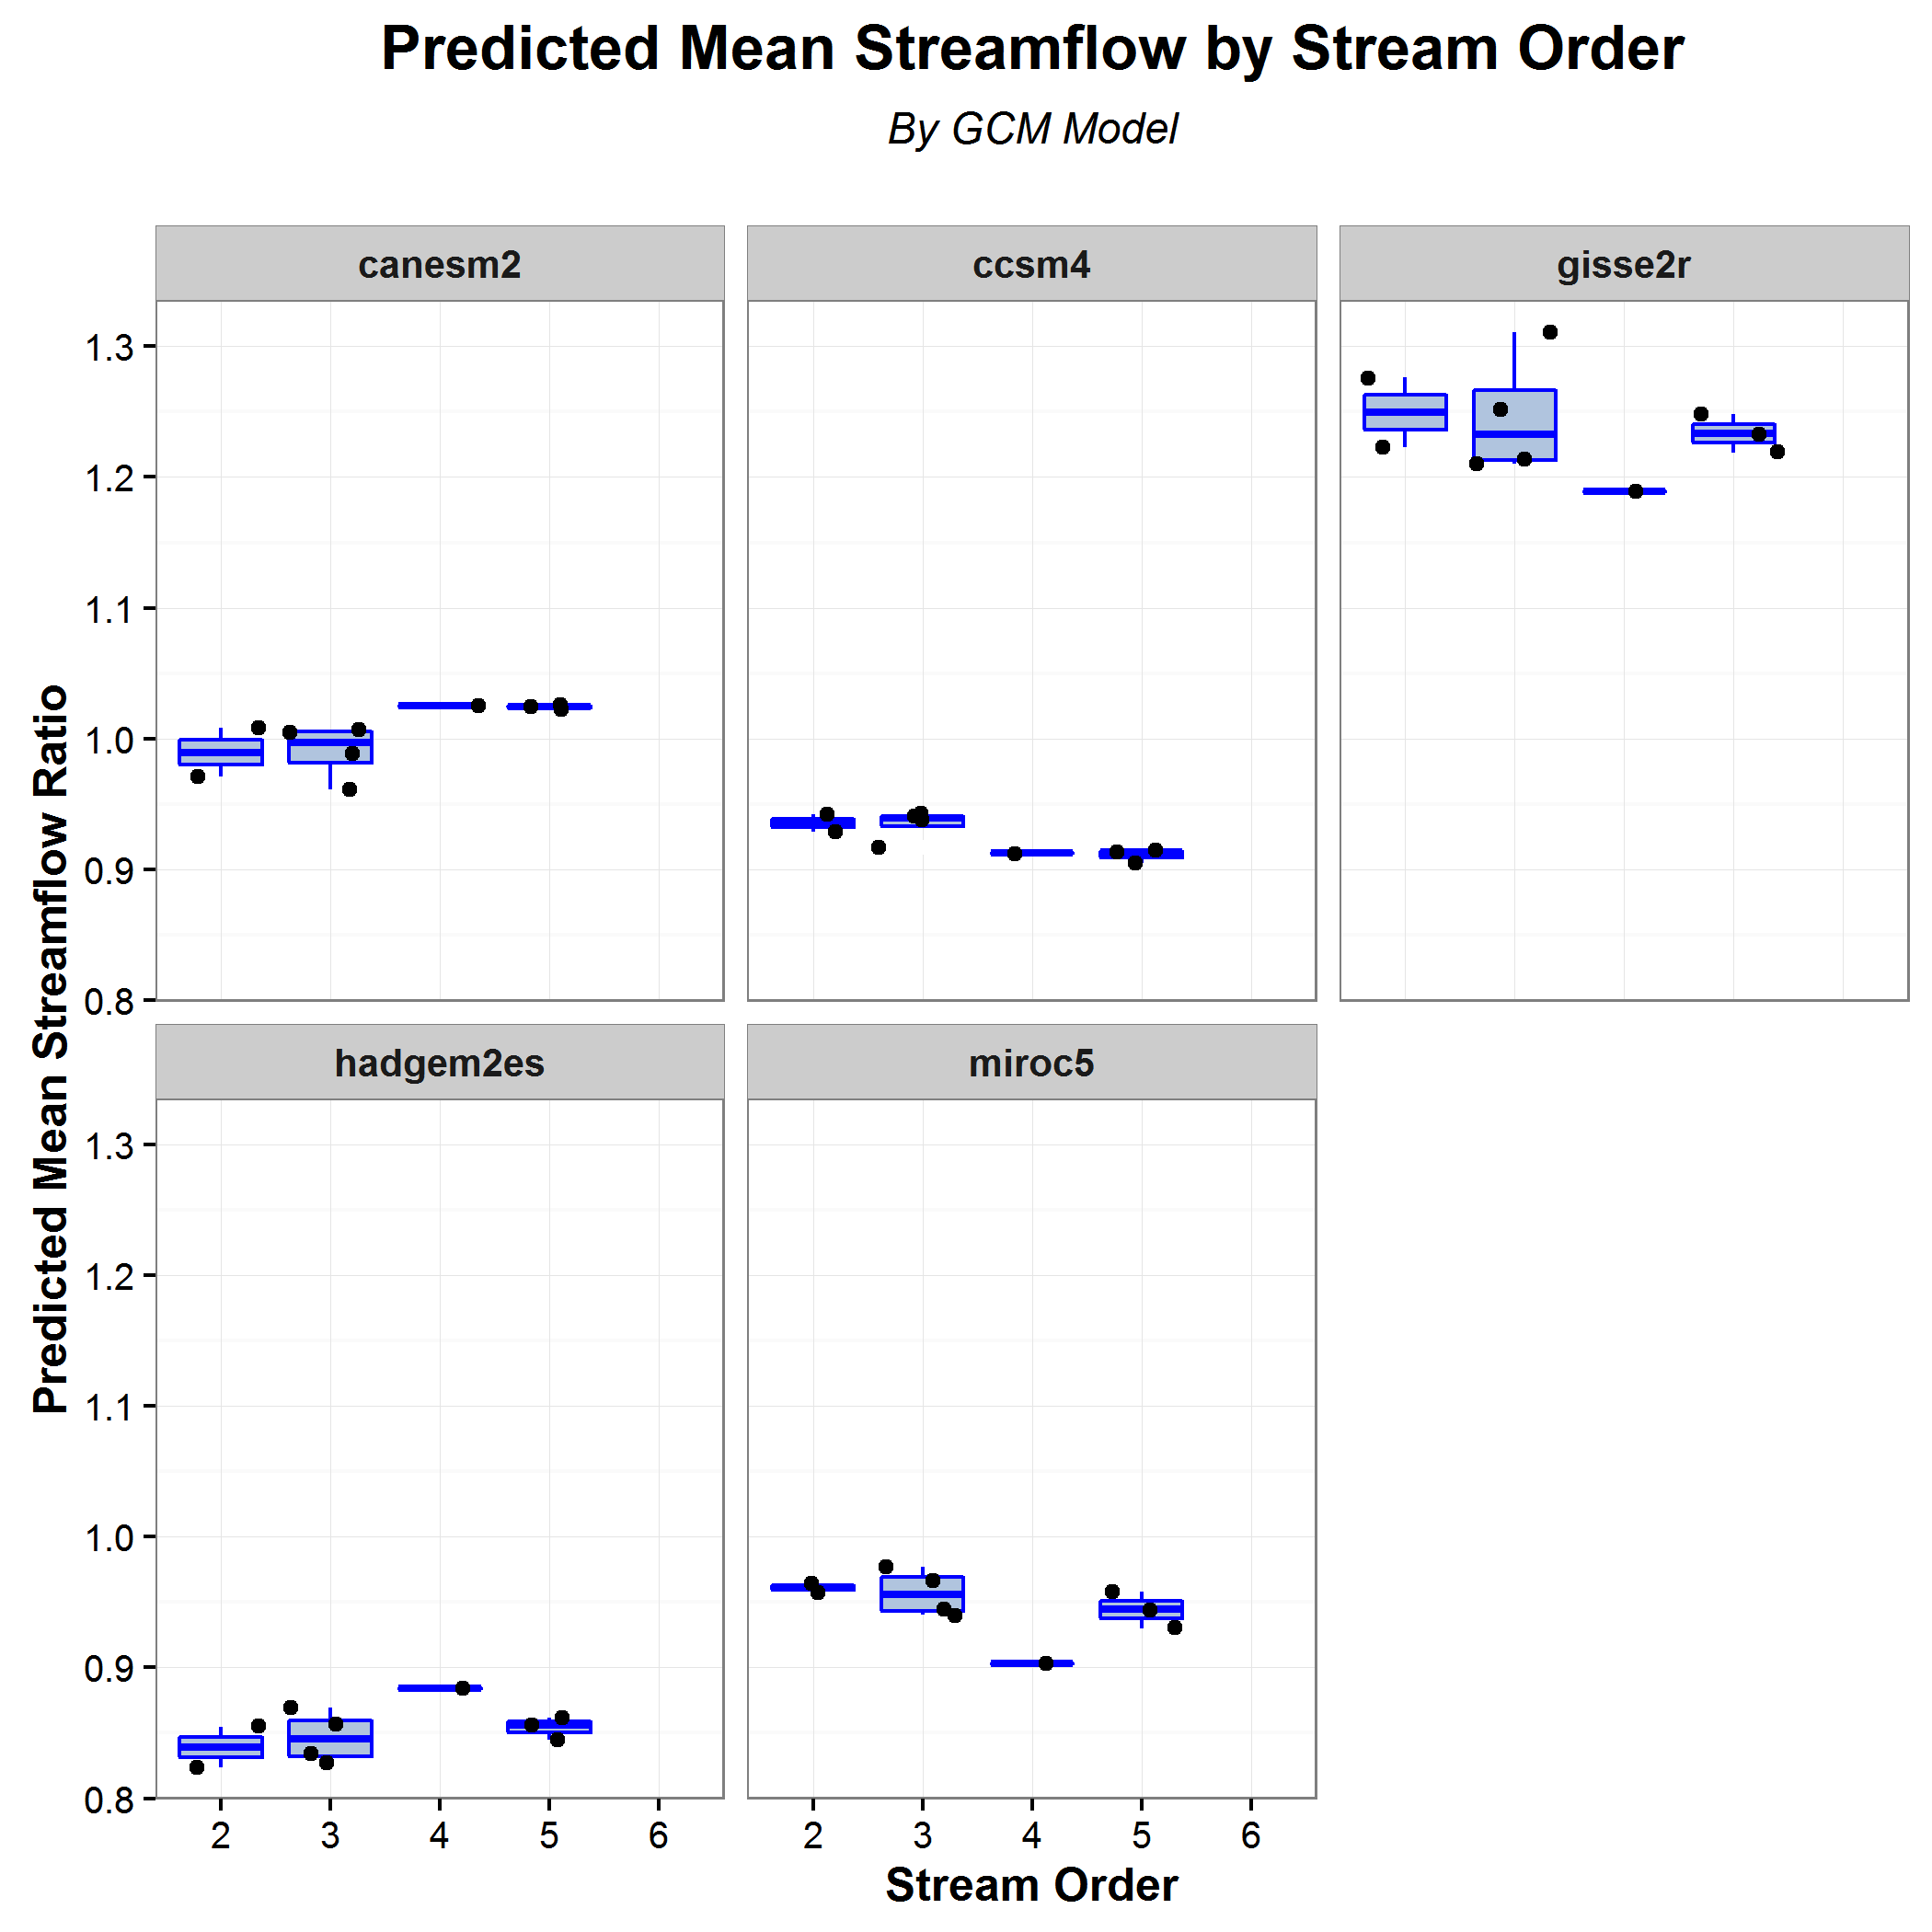 Predicted Mean Streamflow by Stream Order
By GCM Model
canesm2
ccsm4
gisse2r
1.3
1.2
1.1
1.0
0.9
0.8
Predicted Mean Streamflow Ratio
hadgem2es
miroc5
1.3
1.2
1.1
1.0
0.9
0.8
2 3 4 5 6
2 3 4 5 6
Stream Order